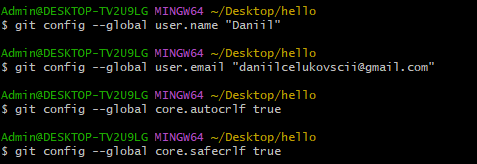 Admin@DESKTOP-TV2U9LG MINGW64 ~/Desktop/hello
$ git config --global user.name "Daniil"
Admin@DESKTOP-TV2U9LG MINGW64 ~/Desktop/hello
$ git config --global user.email "daniilcelukovscii@gmail.com"
Admin@DESKTOP-TV2U9LG MINGW64 ~/Desktop/hello
$ git config --global core.autocrlf true
Admin@DESKTOP-TV2U9LG MINGW64 ~/Desktop/hello
$ git config --global core.safecrlf true